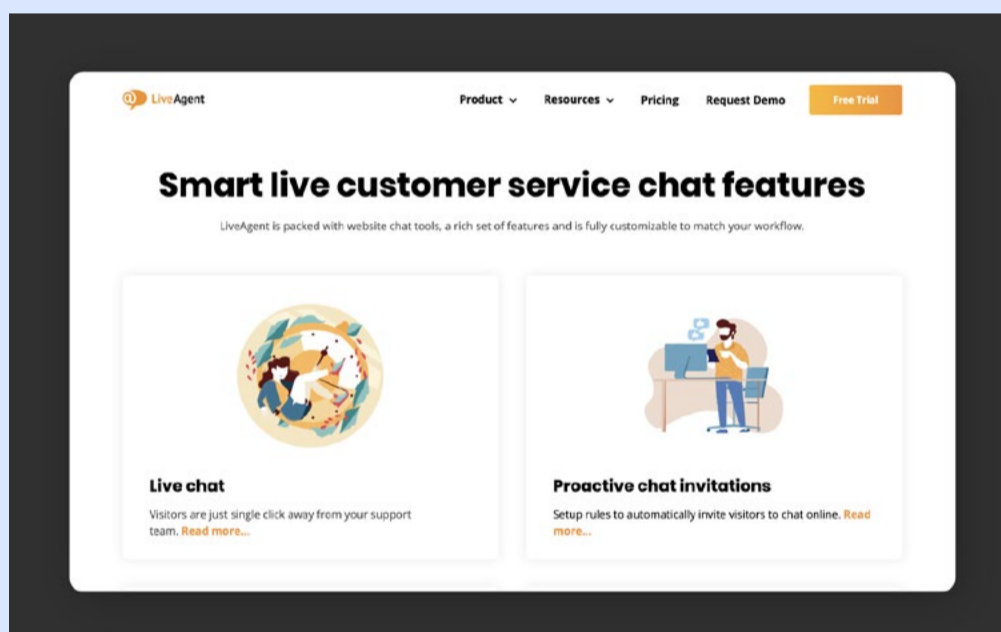 LiveAgent
Product
Resources
Pricing
Request Demo
Free Trial
Smart live customer service chat features
LiveAgent is packed with website chat tools, a rich set of features and is fully customizable to match your workflow.
Live chat
Visitors are just single click away from your support
team. Read more...
Proactive chat invitations
Setup rules to automatically invite visitors to chat online. Read
more...